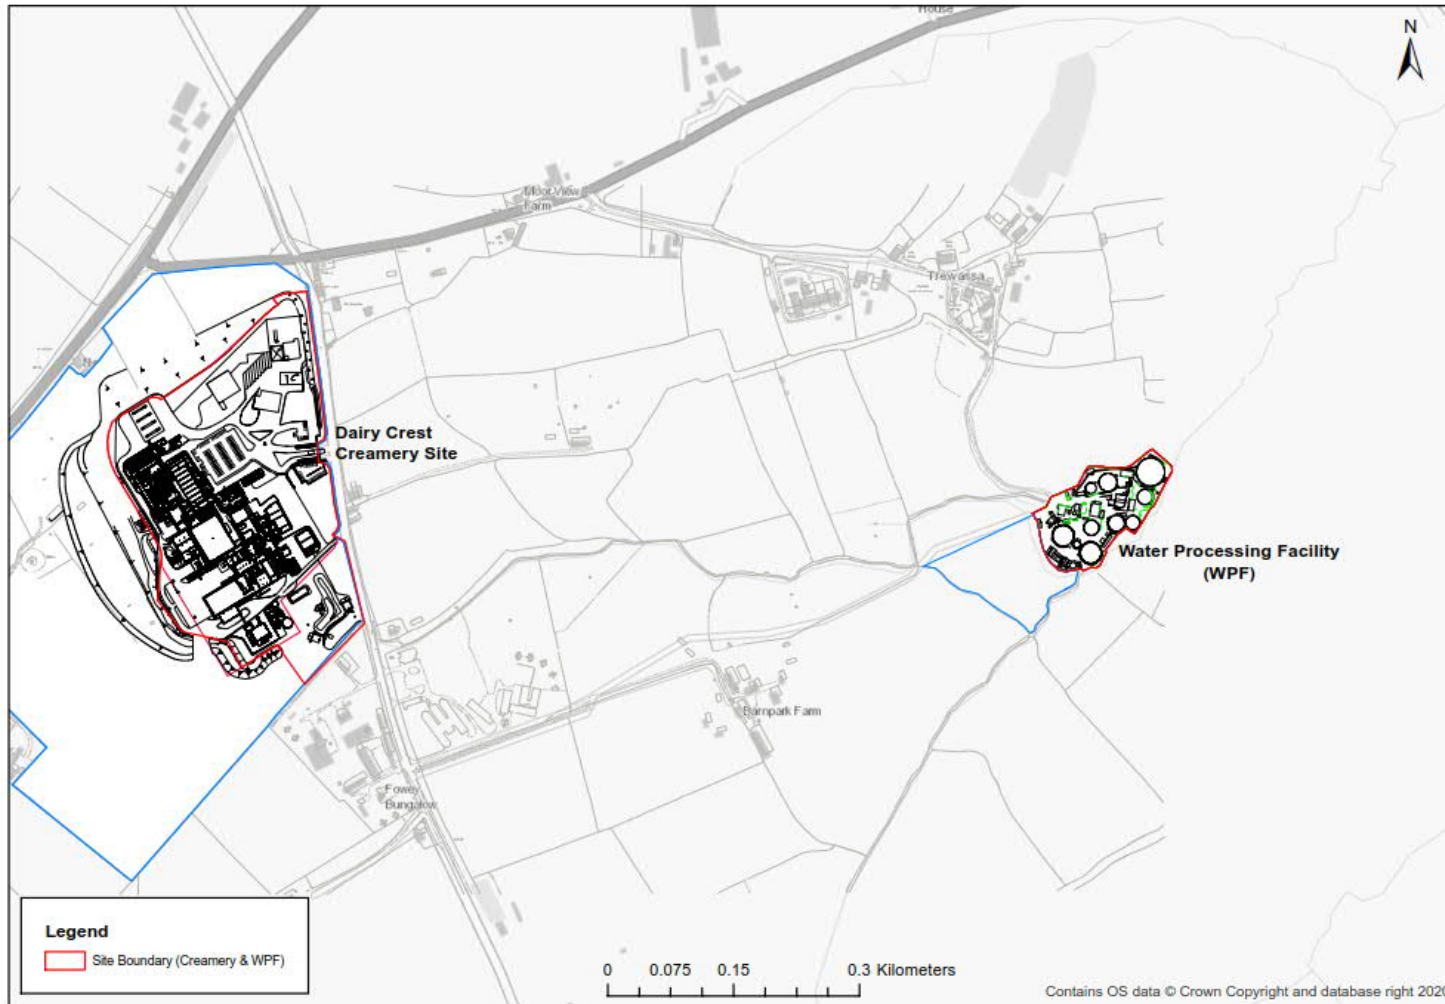 House
N
Moor View
Farm
Trewassa
Dairy Crest
Creamery Site
Water Processing Facility
(WPF)
Barnpark Farm
Fowey
Bungalow
Legend
Site Boundary (Creamery & WPF)
0 0.075 0.15 0.3 Kilometers
Contains OS data © Crown Copyright and database right 2020